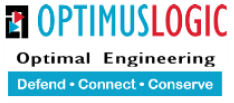 OPTIMUSLOGIC
Optimal Engineering
Defend • Connect • Conserve